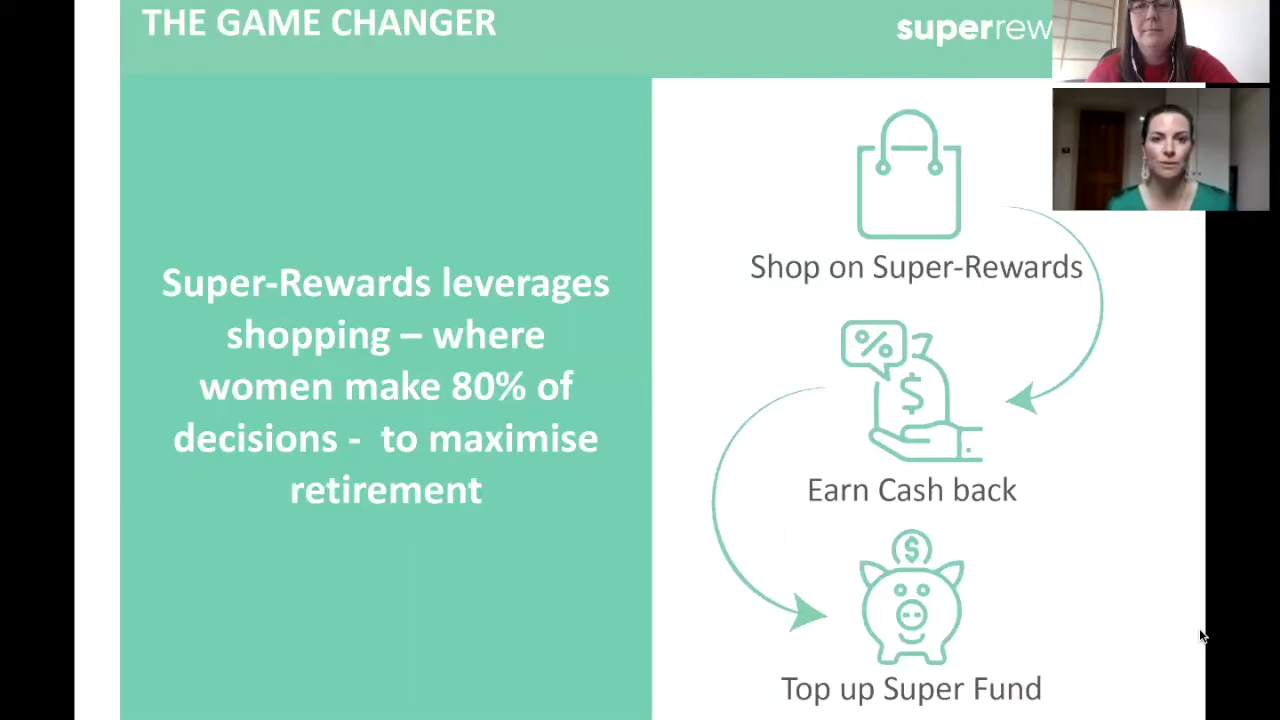 THE GAME CHANGER
superrew
Super-Rewards leverages
shopping – where
women make 80% of
decisions -  to maximise
retirement
Shop on Super-Rewards
%
$
Earn Cash back
$
Top up Super Fund